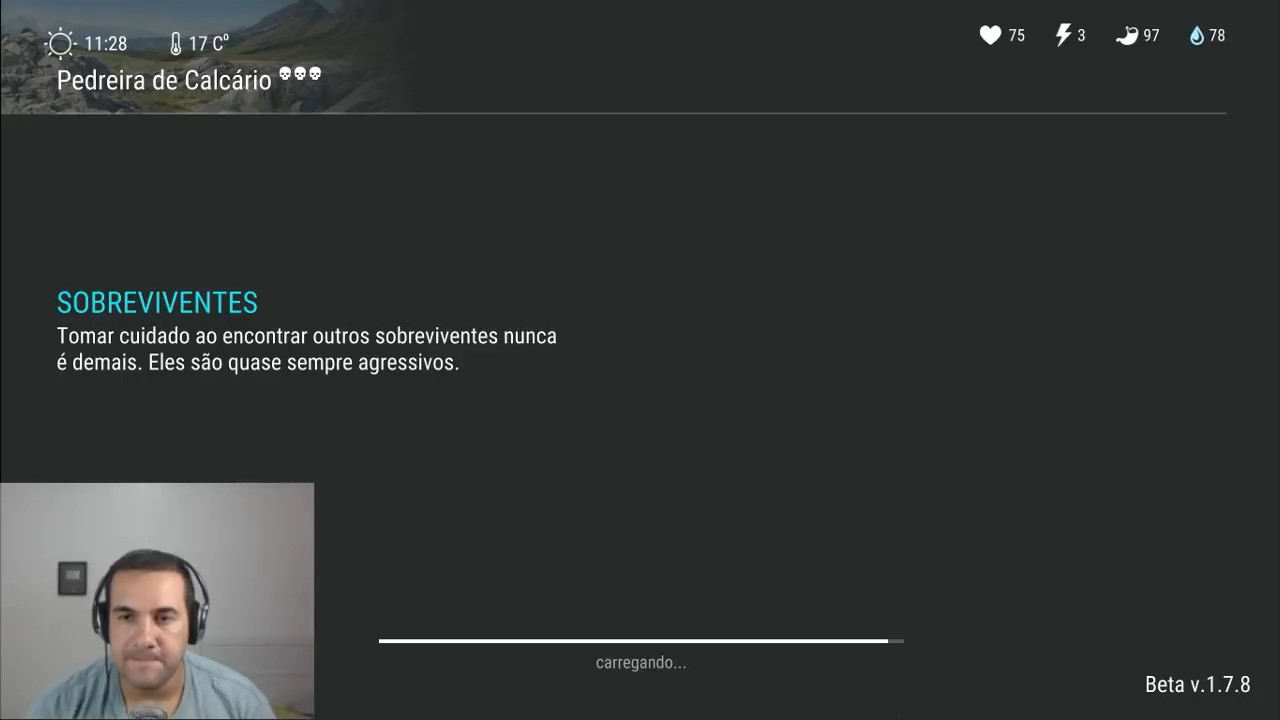 11:28
17 Cº
75
3
97
78
Pedreira de Calcário
SOBREVIVENTES
Tomar cuidado ao encontrar outros sobreviventes nunca
é demais. Eles são quase sempre agressivos.
carregando...
Beta v.1.7.8